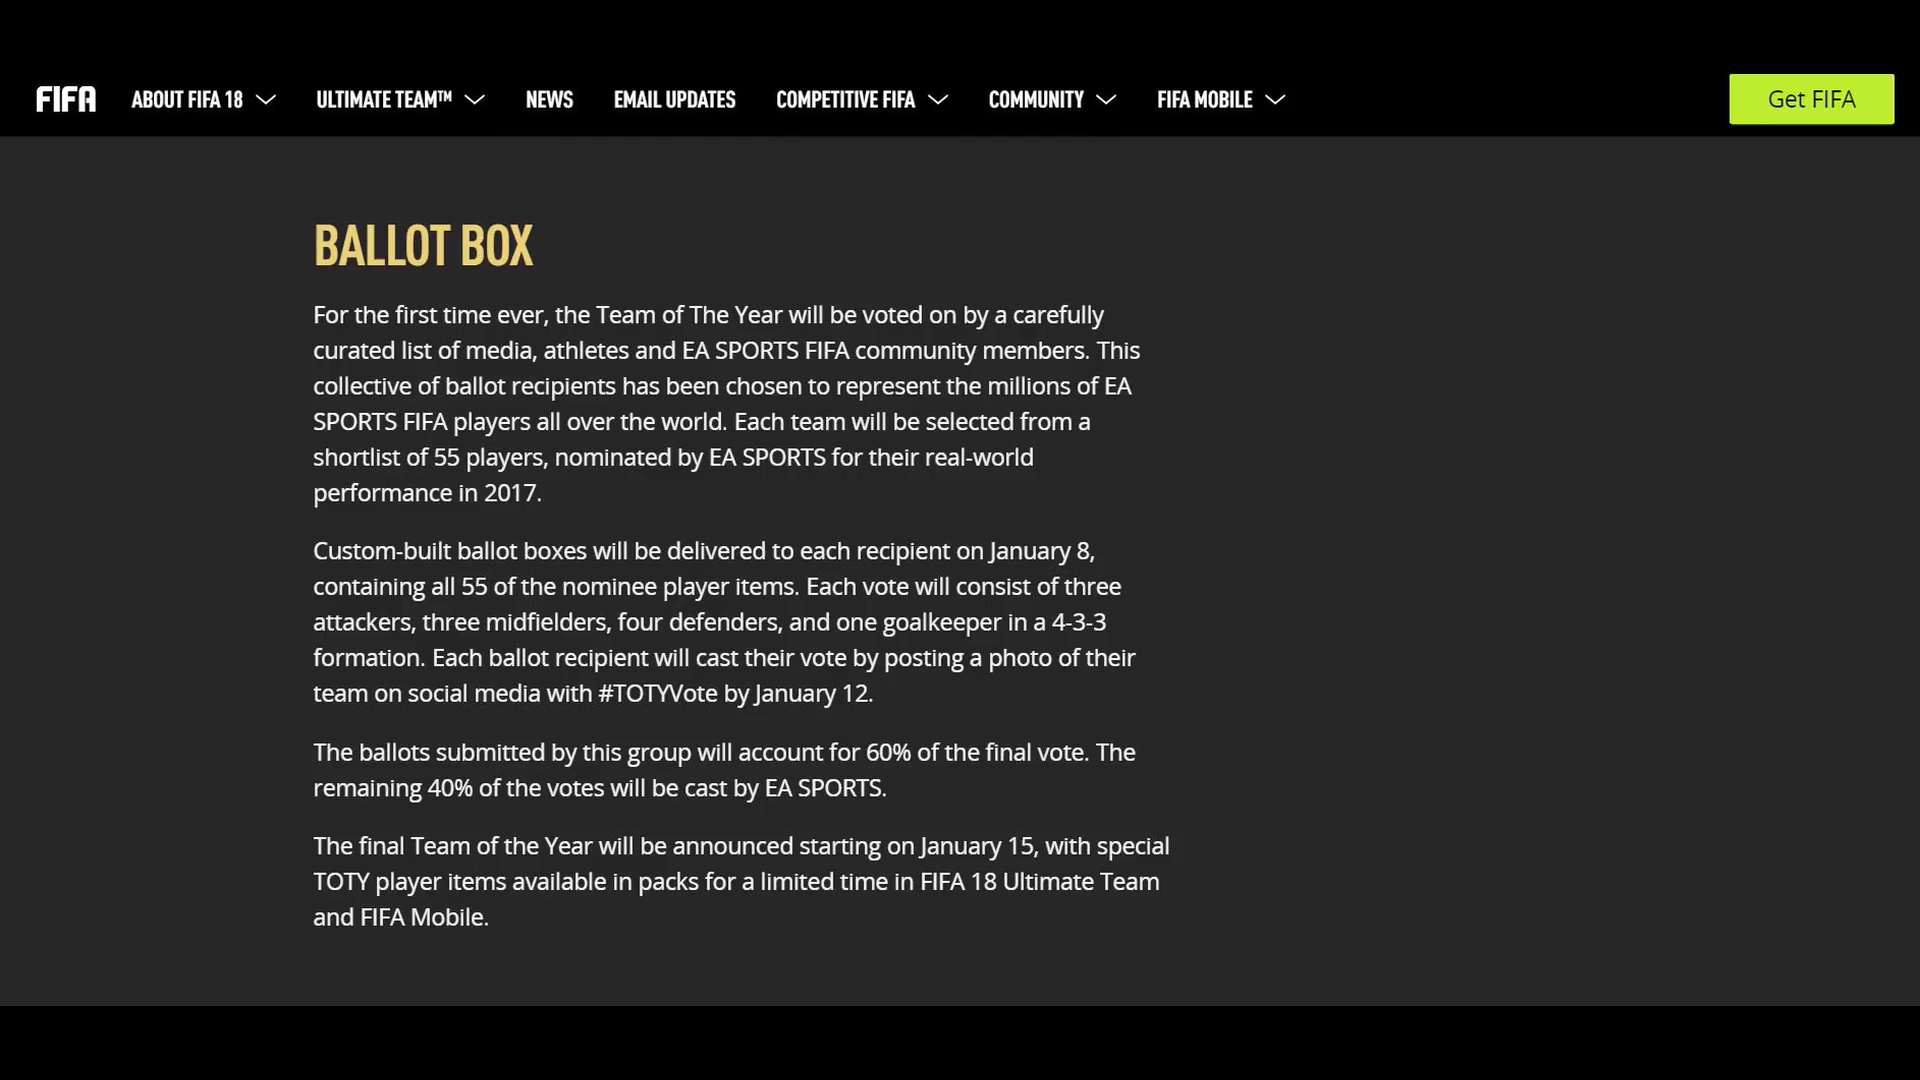 FIFA ABOUT FIFA 18 ULTIMATE TEAM™ NEWS EMAIL UPDATES COMPETITIVE FIFA COMMUNITY FIFA MOBILE Get FIFA
BALLOT BOX
For the first time ever, the Team of The Year will be voted on by a carefully
curated list of media, athletes and EA SPORTS FIFA community members. This
collective of ballot recipients has been chosen to represent the millions of EA
SPORTS FIFA players all over the world. Each team will be selected from a
shortlist of 55 players, nominated by EA SPORTS for their real-world
performance in 2017.
Custom-built ballot boxes will be delivered to each recipient on January 8,
containing all 55 of the nominee player items. Each vote will consist of three
attackers, three midfielders, four defenders, and one goalkeeper in a 4-3-3
formation. Each ballot recipient will cast their vote by posting a photo of their
team on social media with #TOTYVote by January 12.
The ballots submitted by this group will account for 60% of the final vote. The
remaining 40% of the votes will be cast by EA SPORTS.
The final Team of the Year will be announced starting on January 15, with special
TOTY player items available in packs for a limited time in FIFA 18 Ultimate Team
and FIFA Mobile.